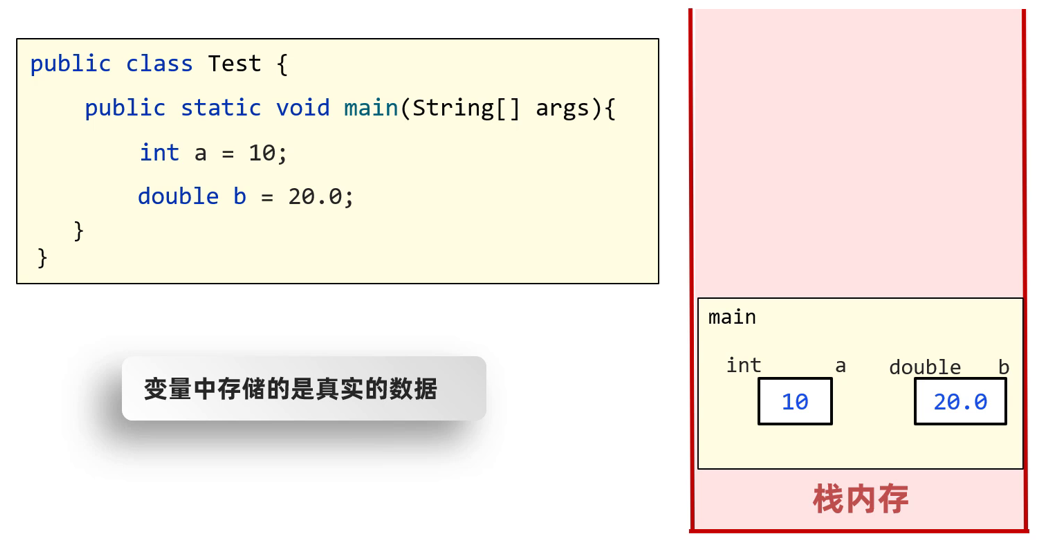 public class Test {
public static void main(String[] args){
int a = 10;
double b = 20.0;
}
}
变量中存储的是真实的数据
main
int a double b
10 20.0
栈内存